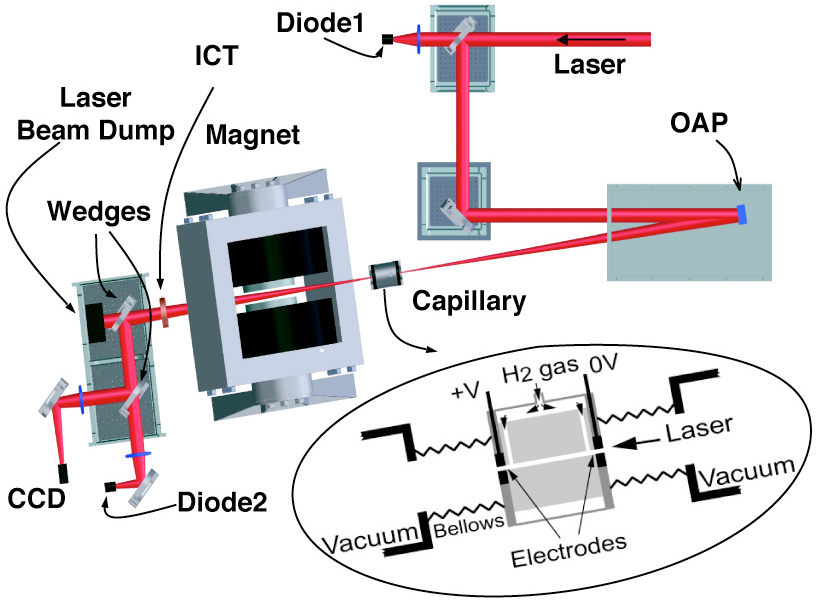 Diode1
ICT
Laser
Laser
Beam Dump
Magnet
OAP
Wedges
Capillary
CCD
Diode2
+V
H2 gas
0V
Laser
Vacuum
Vacuum
Bellows
Electrodes